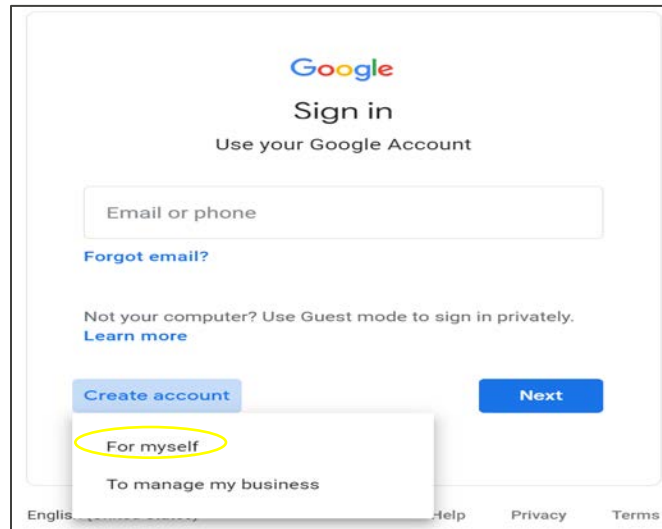 Google
Sign in
Use your Google Account
Email or phone
Forgot email?
Not your computer? Use Guest mode to sign in privately.
Learn more
Create account
Next
For myself
To manage my business
Help Privacy Terms